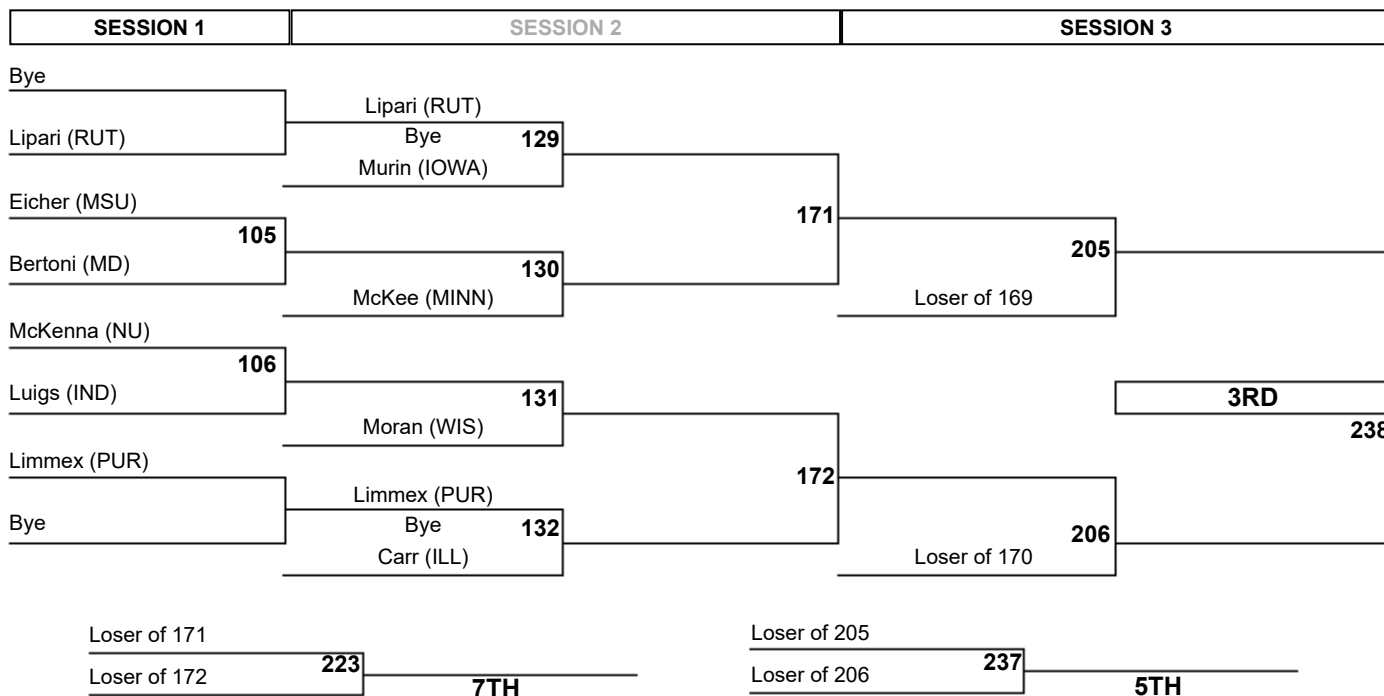 SESSION 1 SESSION 2 SESSION 3
Bye
Lipari (RUT)
Lipari (RUT)
Bye 129
Murin (IOWA)
Eicher (MSU)
105
Bertoni (MD)
130
McKee (MINN)
171
205
Loser of 169
McKenna (NU)
106
Luigs (IND)
131
Moran (WIS)
Limmex (PUR)
Bye
Limmex (PUR)
Bye 132
Carr (ILL)
172
206
Loser of 170
3RD
238
Loser of 171
223
Loser of 172
7TH
Loser of 205
237
Loser of 206
5TH